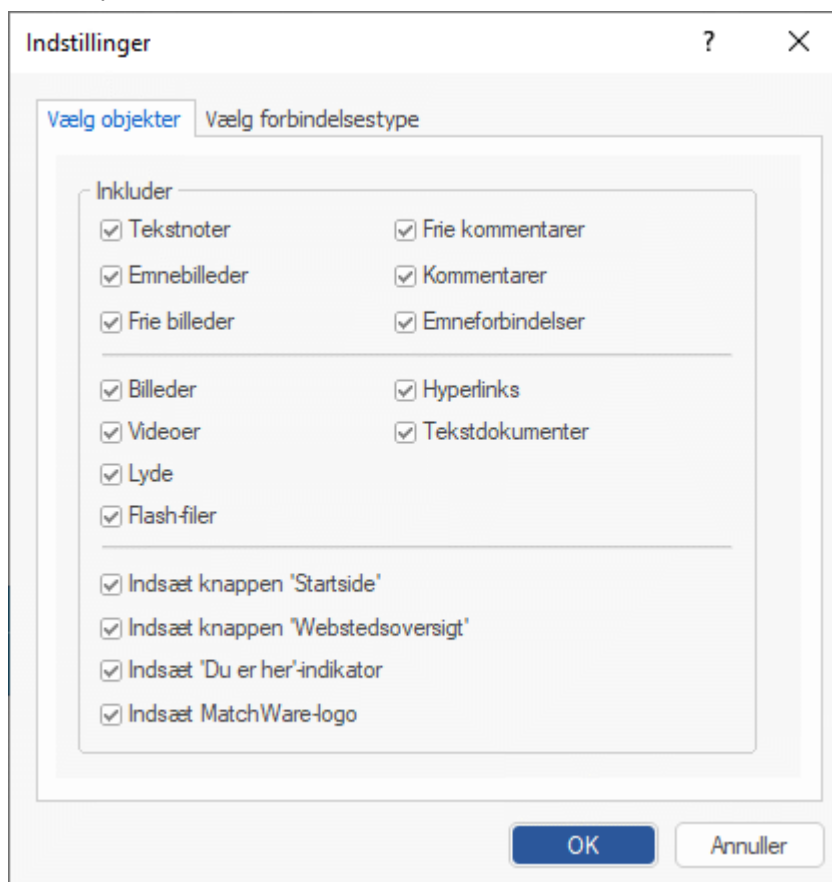 Indstillinger ?
Vælg objekter Vælg forbindelsestype
Inkluder
Tekstnoter Frie kommentarer
Emnebilleder Kommentarer
Frie billeder Emneforbindelser
Billeder Hyperlinks
Videoer Tekstdokumenter
Lyde
Flash-filer
Indsæt knappen 'Startside'
Indsæt knappen 'Webstedsoversigt'
Indsæt 'Du er her'-indikator
Indsæt MatchWare-logo
OK Annuller